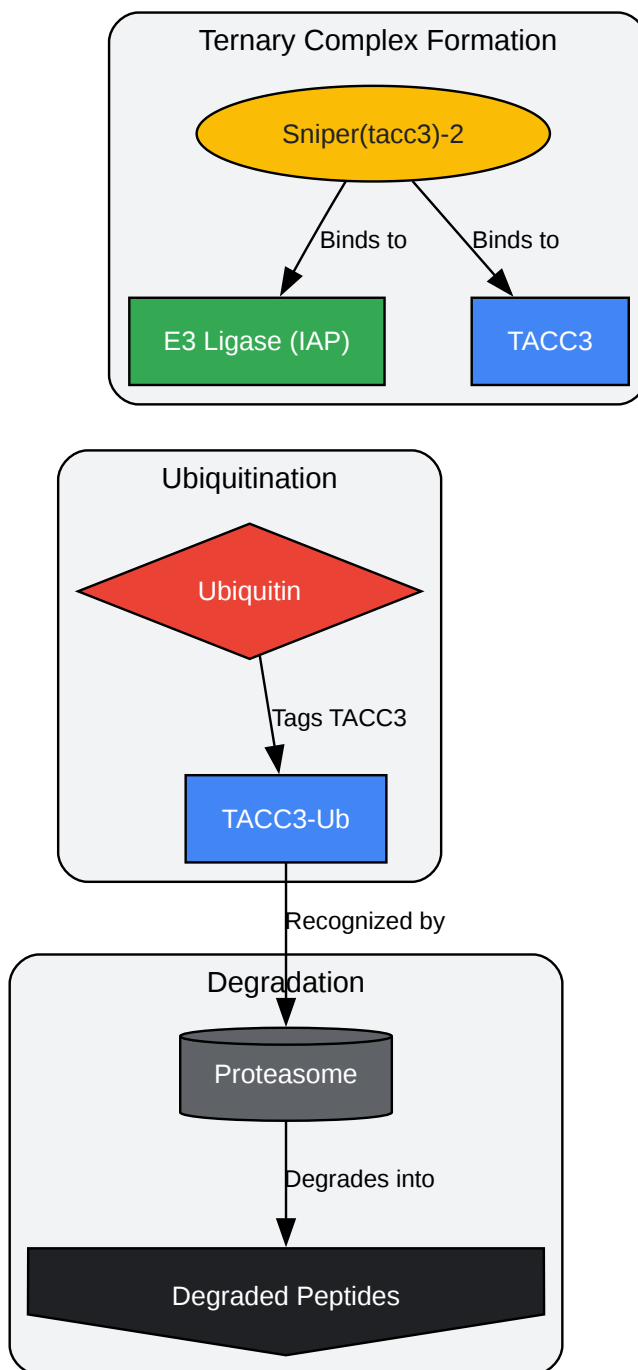 Ternary Complex Formation
Sniper(tacc3)-2
Binds to
Binds to
E3 Ligase (IAP)
TACC3
Ubiquitination
Ubiquitin
Tags TACC3
TACC3-Ub
Recognized by
Degradation
Proteasome
Degrades into
Degraded Peptides